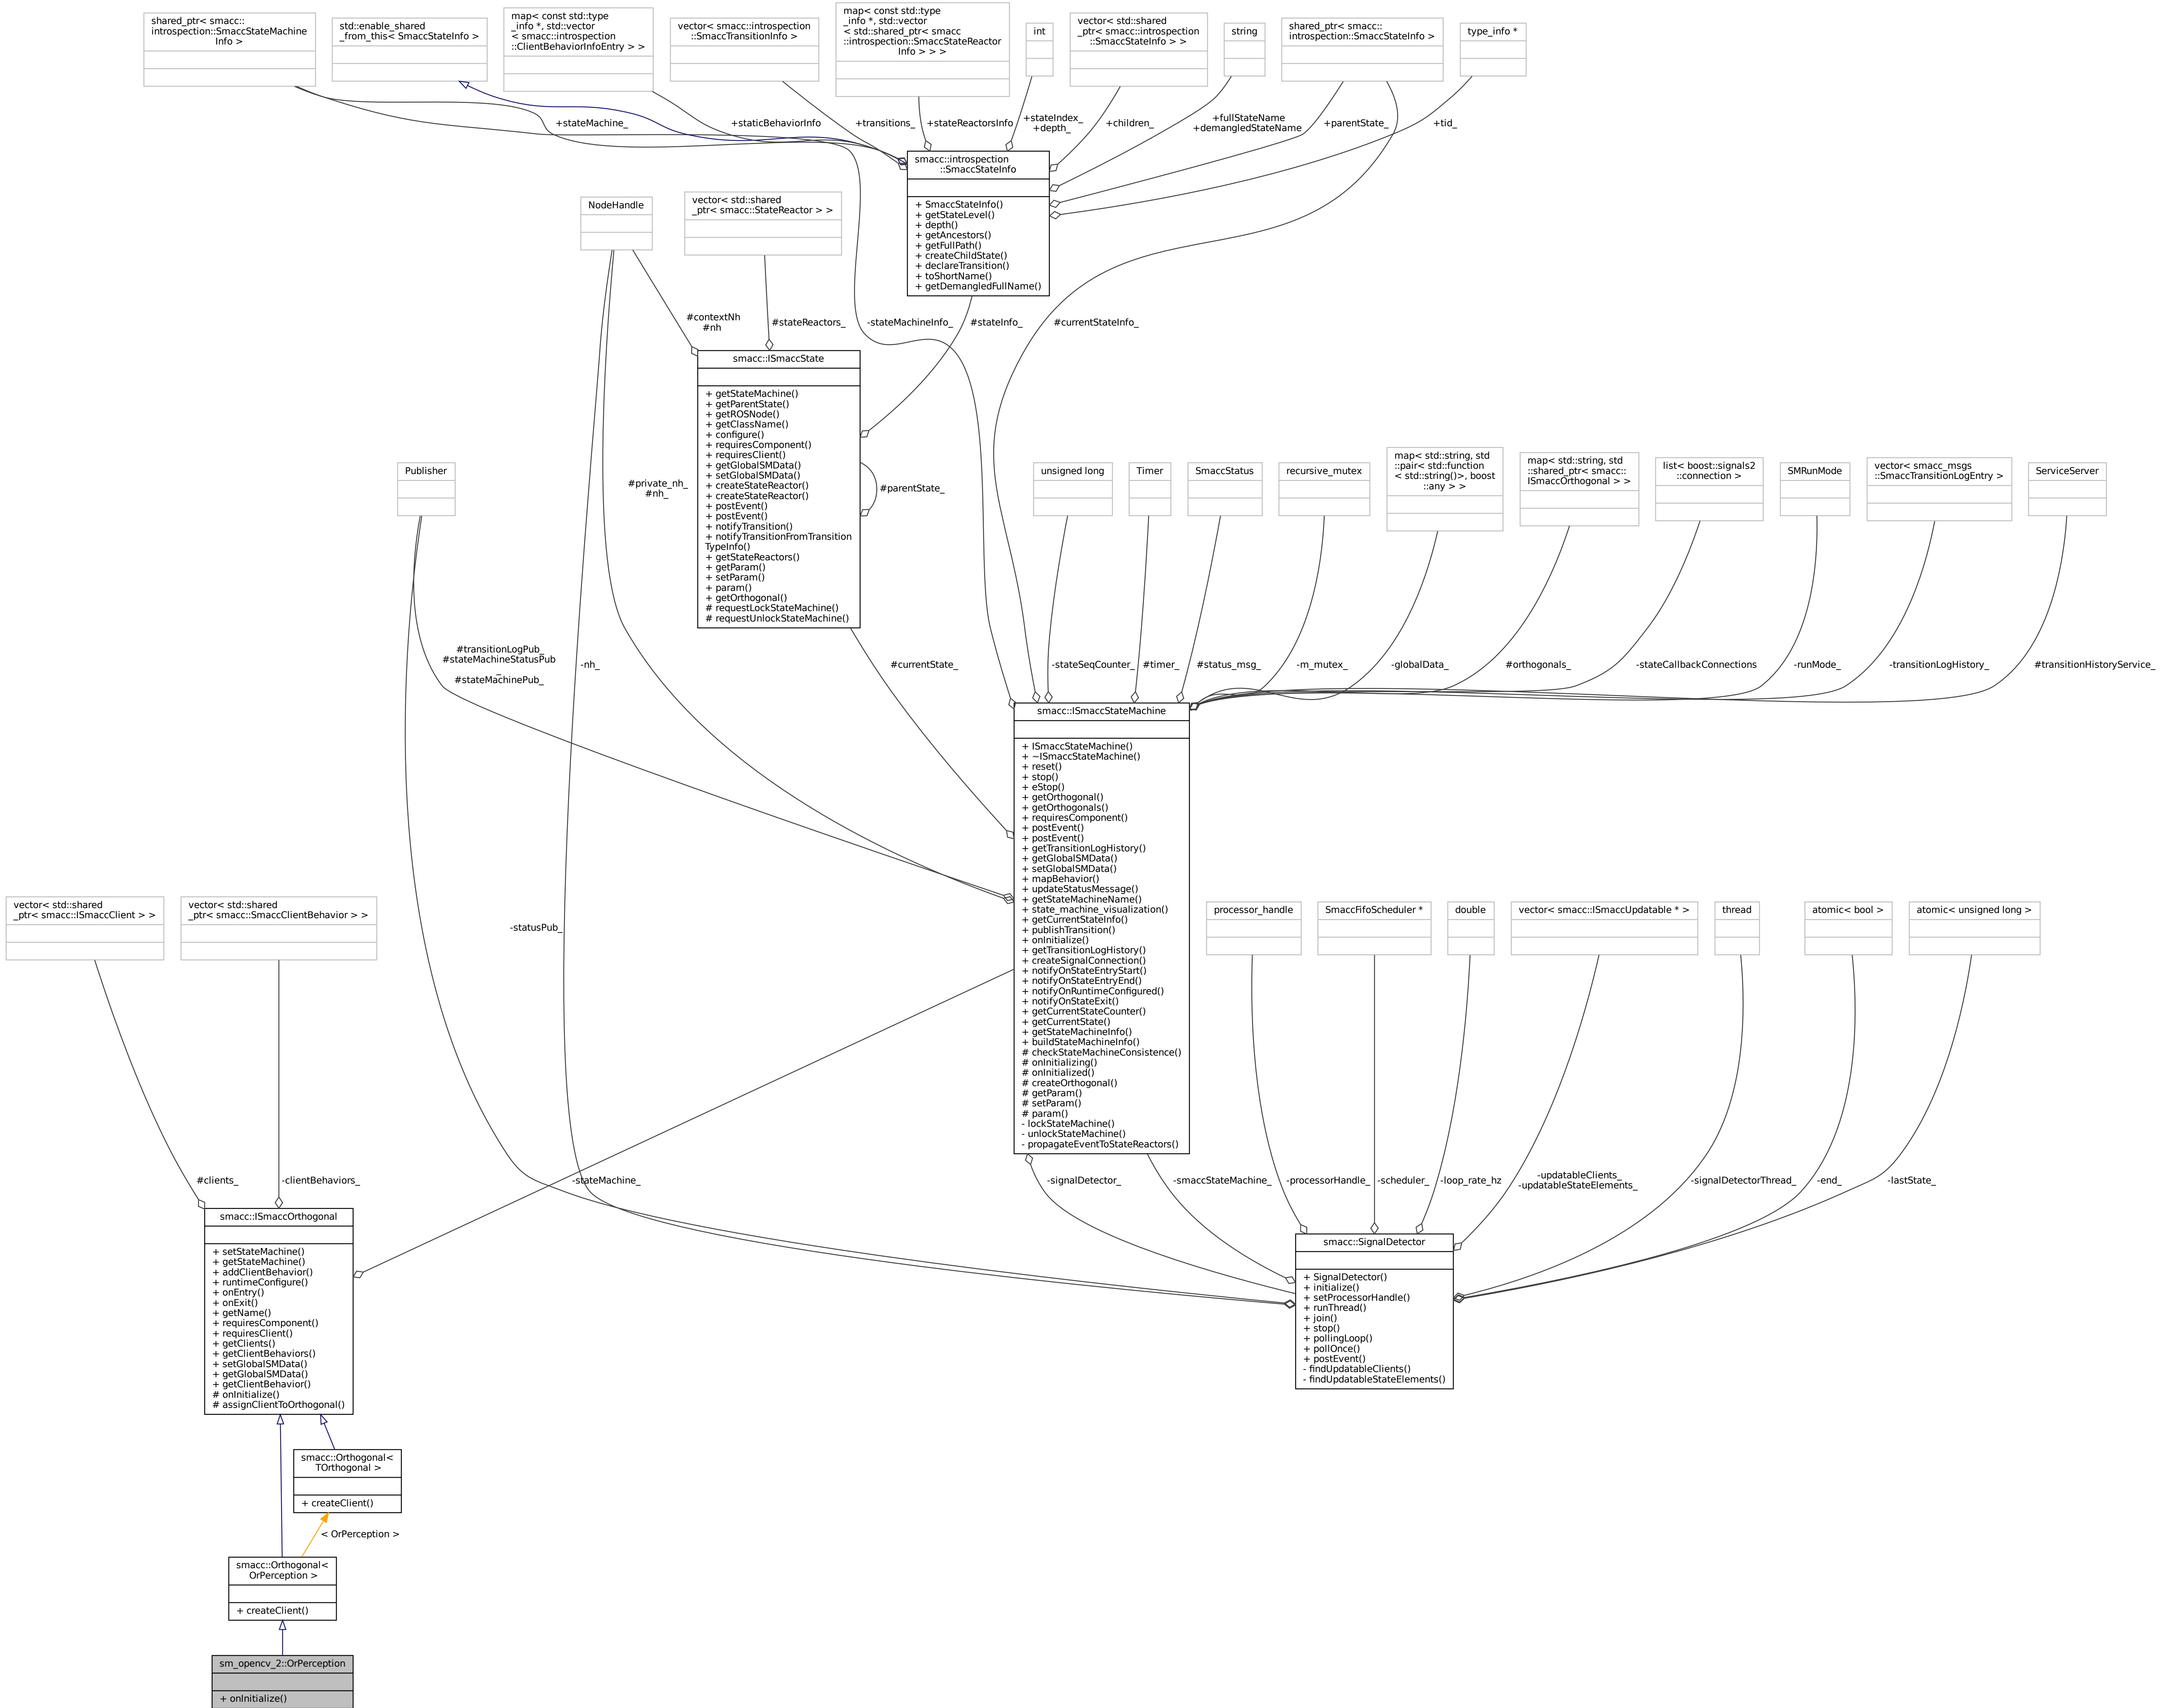 shared_ptr< smacc::
introspection::SmaccStateMachine
Info >
std::enable_shared
_from_this< SmaccStateInfo >
map< const std::type
_info *, std::vector
< smacc::introspection
::ClientBehaviorInfoEntry > >
vector< smacc::introspection
::SmaccTransitionInfo >
map< const std::type
_info *, std::vector
< std::shared_ptr< smacc
::introspection::SmaccStateReactor
Info > > >
int
vector< std::shared
_ptr< smacc::introspection
::SmaccStateInfo > >
string
shared_ptr< smacc::
introspection::SmaccStateInfo >
type_info *
+stateMachine_
+staticBehaviorInfo
+transitions_
+stateReactorsInfo
+stateIndex_
+depth_
+children_
+fullStateName
+demangledStateName
+parentState_
+tid_
smacc::introspection
::SmaccStateInfo
+ SmaccStateInfo()
+ getStateLevel()
+ depth()
+ getAncestors()
+ getFullPath()
+ createChildState()
+ declareTransition()
+ toShortName()
+ getDemangledFullName()
NodeHandle
vector< std::shared
_ptr< smacc::StateReactor > >
#contextNh
#nh
#stateReactors_
-stateMachineInfo_
#stateInfo_
#currentStateInfo_
smacc::ISmaccState
+ getStateMachine()
+ getParentState()
+ getROSNode()
+ getClassName()
+ configure()
+ requiresComponent()
+ requiresClient()
+ getGlobalSMData()
+ setGlobalSMData()
+ createStateReactor()
+ createStateReactor()
+ postEvent()
+ postEvent()
+ notifyTransition()
+ notifyTransitionFromTransition
TypeInfo()
+ getStateReactors()
+ getParam()
+ setParam()
+ param()
+ getOrthogonal()
# requestLockStateMachine()
# requestUnlockStateMachine()
#parentState_
#private_nh_
#nh_
Publisher
unsigned long
Timer
SmaccStatus
recursive_mutex
map< std::string, std
::pair< std::function
< std::string()>, boost
::any > >
map< std::string, std
::shared_ptr< smacc::
ISmaccOrthogonal > >
list< boost::signals2
::connection >
SMRunMode
vector< smacc_msgs
::SmaccTransitionLogEntry >
ServiceServer
#transitionLogPub_
#stateMachineStatusPub
_
#stateMachinePub_
-nh_
#currentState_
-stateSeqCounter_
#timer_
#status_msg_
-m_mutex_
-globalData_
#orthogonals_
-stateCallbackConnections
-runMode_
-transitionLogHistory_
#transitionHistoryService_
smacc::ISmaccStateMachine
+ ISmaccStateMachine()
+ ~ISmaccStateMachine()
+ reset()
+ stop()
+ eStop()
+ getOrthogonal()
+ getOrthogonals()
+ requiresComponent()
+ postEvent()
+ postEvent()
+ getTransitionLogHistory()
+ getGlobalSMData()
+ setGlobalSMData()
+ mapBehavior()
+ updateStatusMessage()
+ getStateMachineName()
+ state_machine_visualization()
+ getCurrentStateInfo()
+ publishTransition()
+ onInitialize()
+ getTransitionLogHistory()
+ createSignalConnection()
+ notifyOnStateEntryStart()
+ notifyOnStateEntryEnd()
+ notifyOnRuntimeConfigured()
+ notifyOnStateExit()
+ getCurrentStateCounter()
+ getCurrentState()
+ getStateMachineInfo()
+ buildStateMachineInfo()
# checkStateMachineConsistence()
# onInitializing()
# onInitialized()
# createOrthogonal()
# getParam()
# setParam()
# param()
- lockStateMachine()
- unlockStateMachine()
- propagateEventToStateReactors()
vector< std::shared
_ptr< smacc::ISmaccClient > >
vector< std::shared
_ptr< smacc::SmaccClientBehavior > >
-statusPub_
processor_handle
SmaccFifoScheduler *
double
vector< smacc::ISmaccUpdatable * >
thread
atomic< bool >
atomic< unsigned long >
#clients_
-clientBehaviors_
-stateMachine_
-signalDetector_
-smaccStateMachine_
-processorHandle_
-scheduler_
-loop_rate_hz
-updatableClients_
-updatableStateElements_
-signalDetectorThread_
-end_
-lastState_
smacc::ISmaccOrthogonal
+ setStateMachine()
+ getStateMachine()
+ addClientBehavior()
+ runtimeConfigure()
+ onEntry()
+ onExit()
+ getName()
+ requiresComponent()
+ requiresClient()
+ getClients()
+ getClientBehaviors()
+ setGlobalSMData()
+ getGlobalSMData()
+ getClientBehavior()
# onInitialize()
# assignClientToOrthogonal()
smacc::SignalDetector
+ SignalDetector()
+ initialize()
+ setProcessorHandle()
+ runThread()
+ join()
+ stop()
+ pollingLoop()
+ pollOnce()
+ postEvent()
- findUpdatableClients()
- findUpdatableStateElements()
smacc::Orthogonal<
TOrthogonal >
+ createClient()
< OrPerception >
smacc::Orthogonal<
OrPerception >
+ createClient()
sm_opencv_2::OrPerception
+ onInitialize()